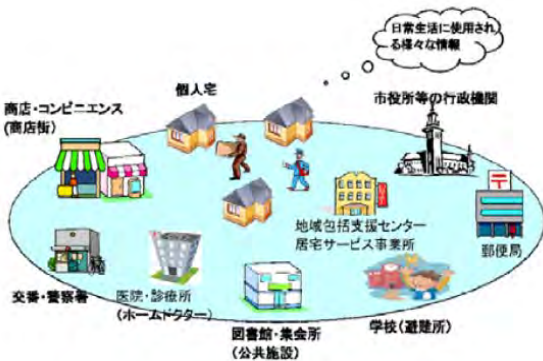 日常生活に使用され
る様々な情報
個人宅
市役所等の行政機関
商店・コンビニエンス
(商店街)
〒
地域包括支援センター
居宅サービス事業所
郵便局
交番・警察署
医院・診療所
(ホームドクター)
図書館・集会所
(公共施設)
学校(避難所)